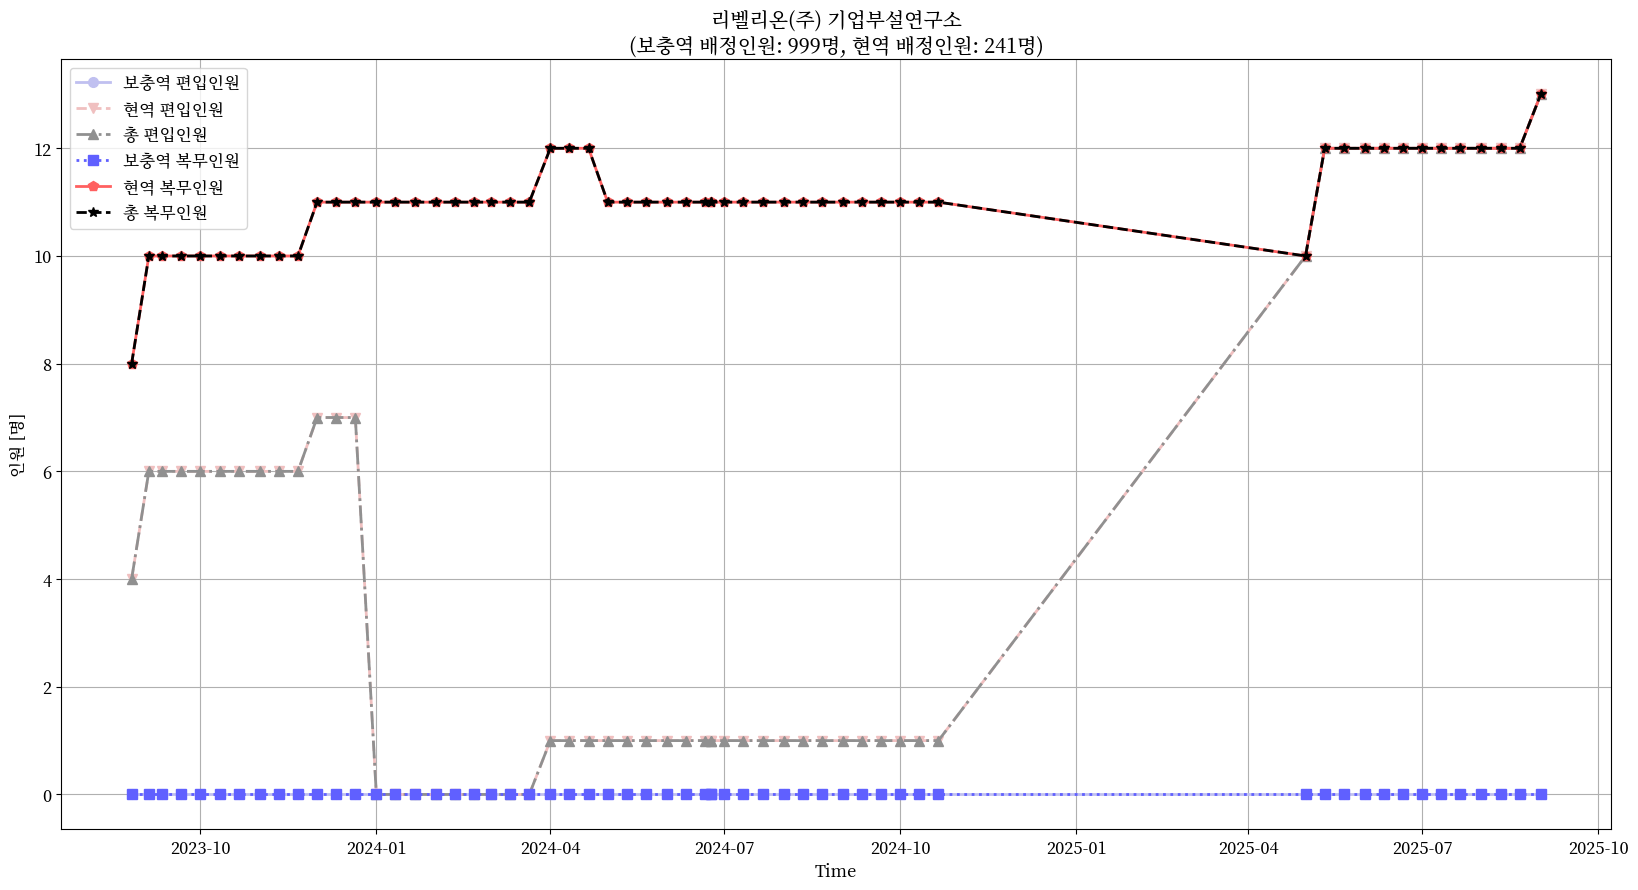 리벨리온(주) 기업부설연구소
(보충역 배정인원: 999명, 현역 배정인원: 241명)
보충역 편입인원
현역 편입인원
총 편입인원
보충역 복무인원
현역 복무인원
총 복무인원
인원 [명]
12
10
8
6
4
2
0
2023-10
2024-01
2024-04
2024-07
2024-10
2025-01
2025-04
2025-07
2025-10
Time